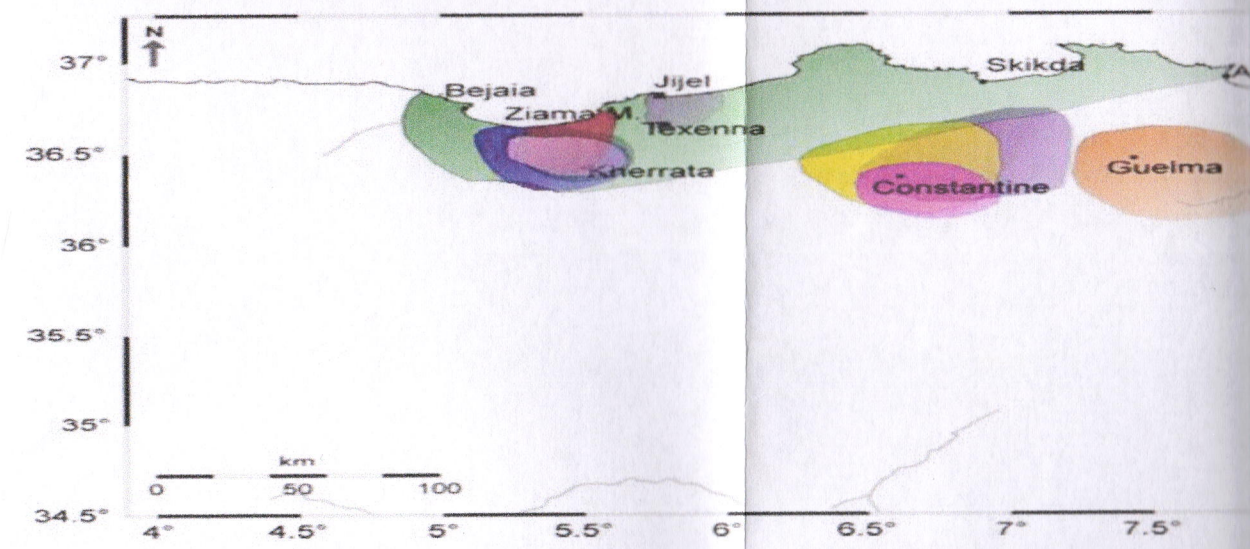 N
37°
Skikda
A
Jijel
Bejaia
Ziama M.
Texenna
36.5°
Kherrata
Guelma
Constantine
36°
35.5°
35°
km
0 50 100
34.5°
4° 4.5° 5° 5.5° 6° 6.5° 7° 7.5°